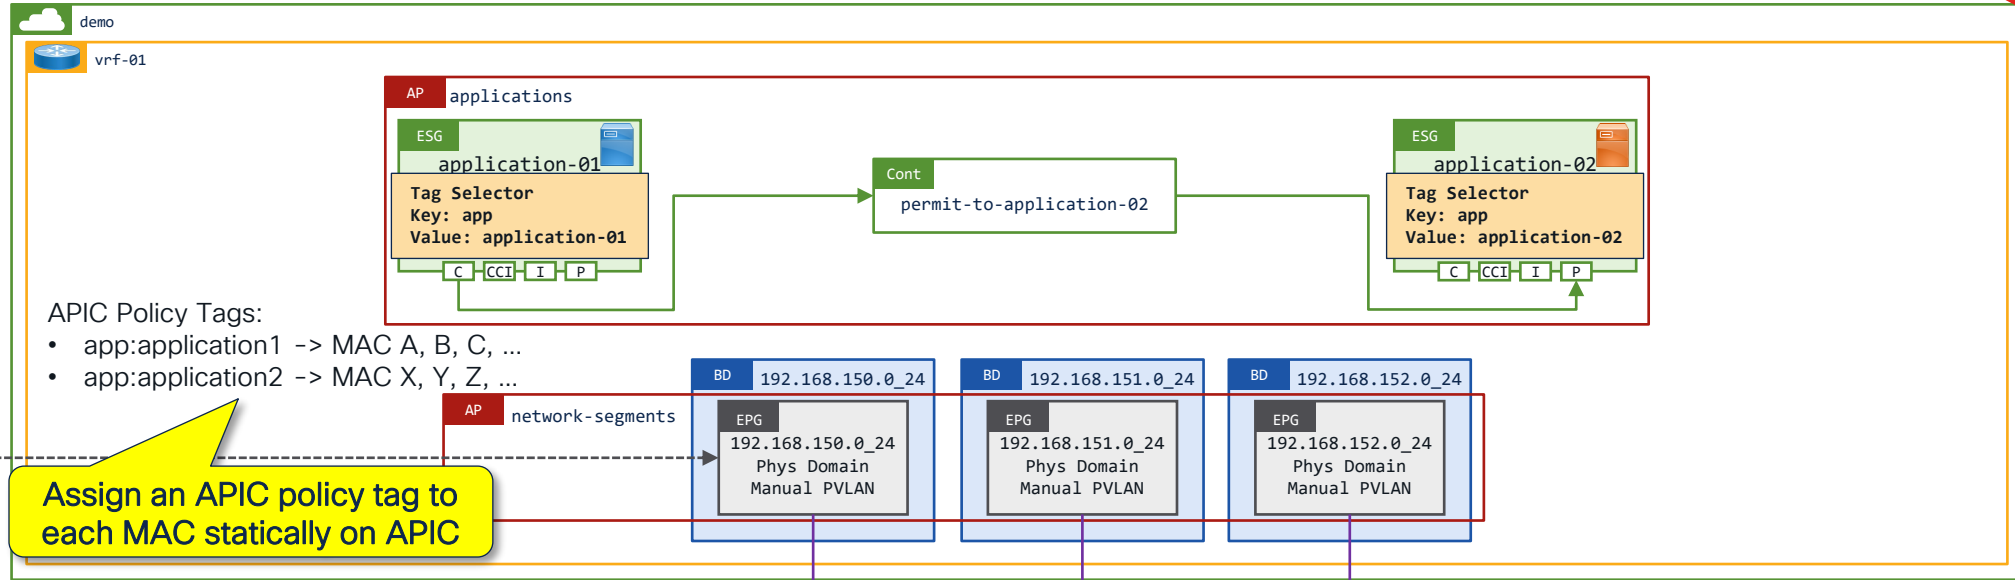 demo
vrf-01
AP
applications
ESG
application-01
Tag Selector
Key: app
Value: application-01
C
CCI
I
P
Cont
permit-to-application-02
ESG
application-02
Tag Selector
Key: app
Value: application-02
C
CCI
I
P
APIC Policy Tags:
• app:application1 -> MAC A, B, C, ...
• app:application2 -> MAC X, Y, Z, ...
Assign an APIC policy tag to
each MAC statically on APIC
AP
network-segments
BD
192.168.150.0_24
EPG
192.168.150.0_24
Phys Domain
Manual PVLAN
BD
192.168.151.0_24
EPG
192.168.151.0_24
Phys Domain
Manual PVLAN
BD
192.168.152.0_24
EPG
192.168.152.0_24
Phys Domain
Manual PVLAN